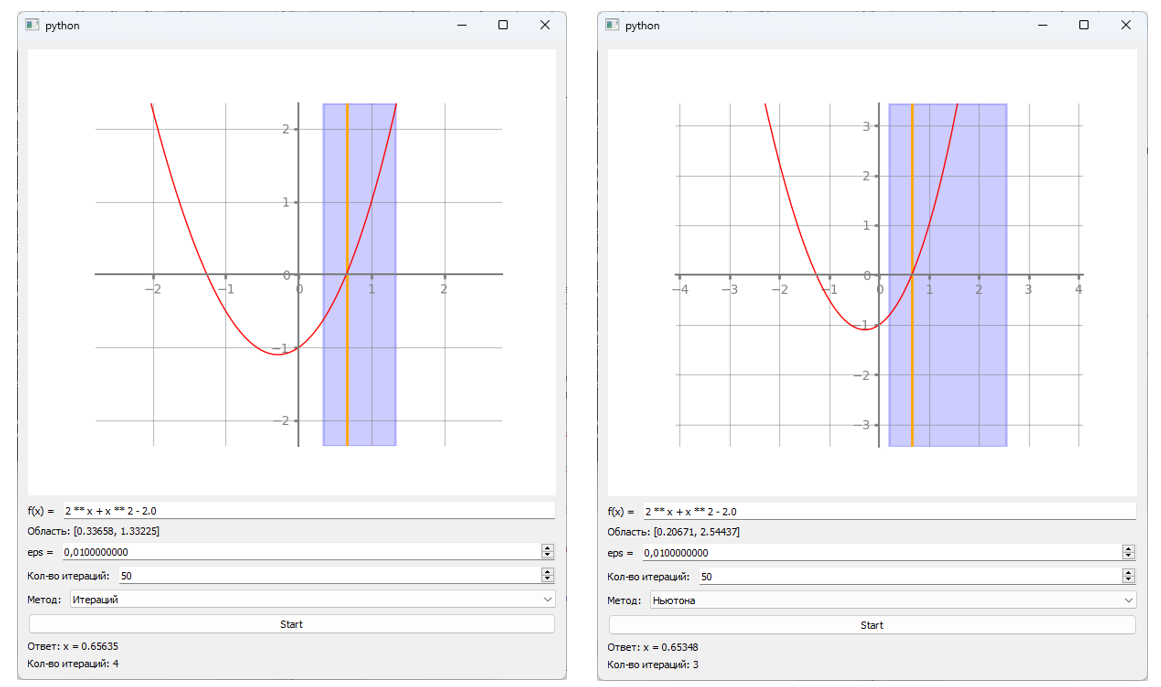 python
2
1
0
−1
−2
−2 −1 0 1 2
f(x) = 2 ** x + x ** 2 - 2.0
Область: [0.33658, 1.33225]
eps = 0,0100000000
Кол-во итераций: 50
Метод: Итераций
Start
Ответ: x = 0.65635
Кол-во итераций: 4
python
3
2
1
0
−1
−2
−3
−4 −3 −2 −1 0 1 2 3 4
f(x) = 2 ** x + x ** 2 - 2.0
Область: [0.20671, 2.54437]
eps = 0,0100000000
Кол-во итераций: 50
Метод: Ньютона
Start
Ответ: x = 0.65348
Кол-во итераций: 3